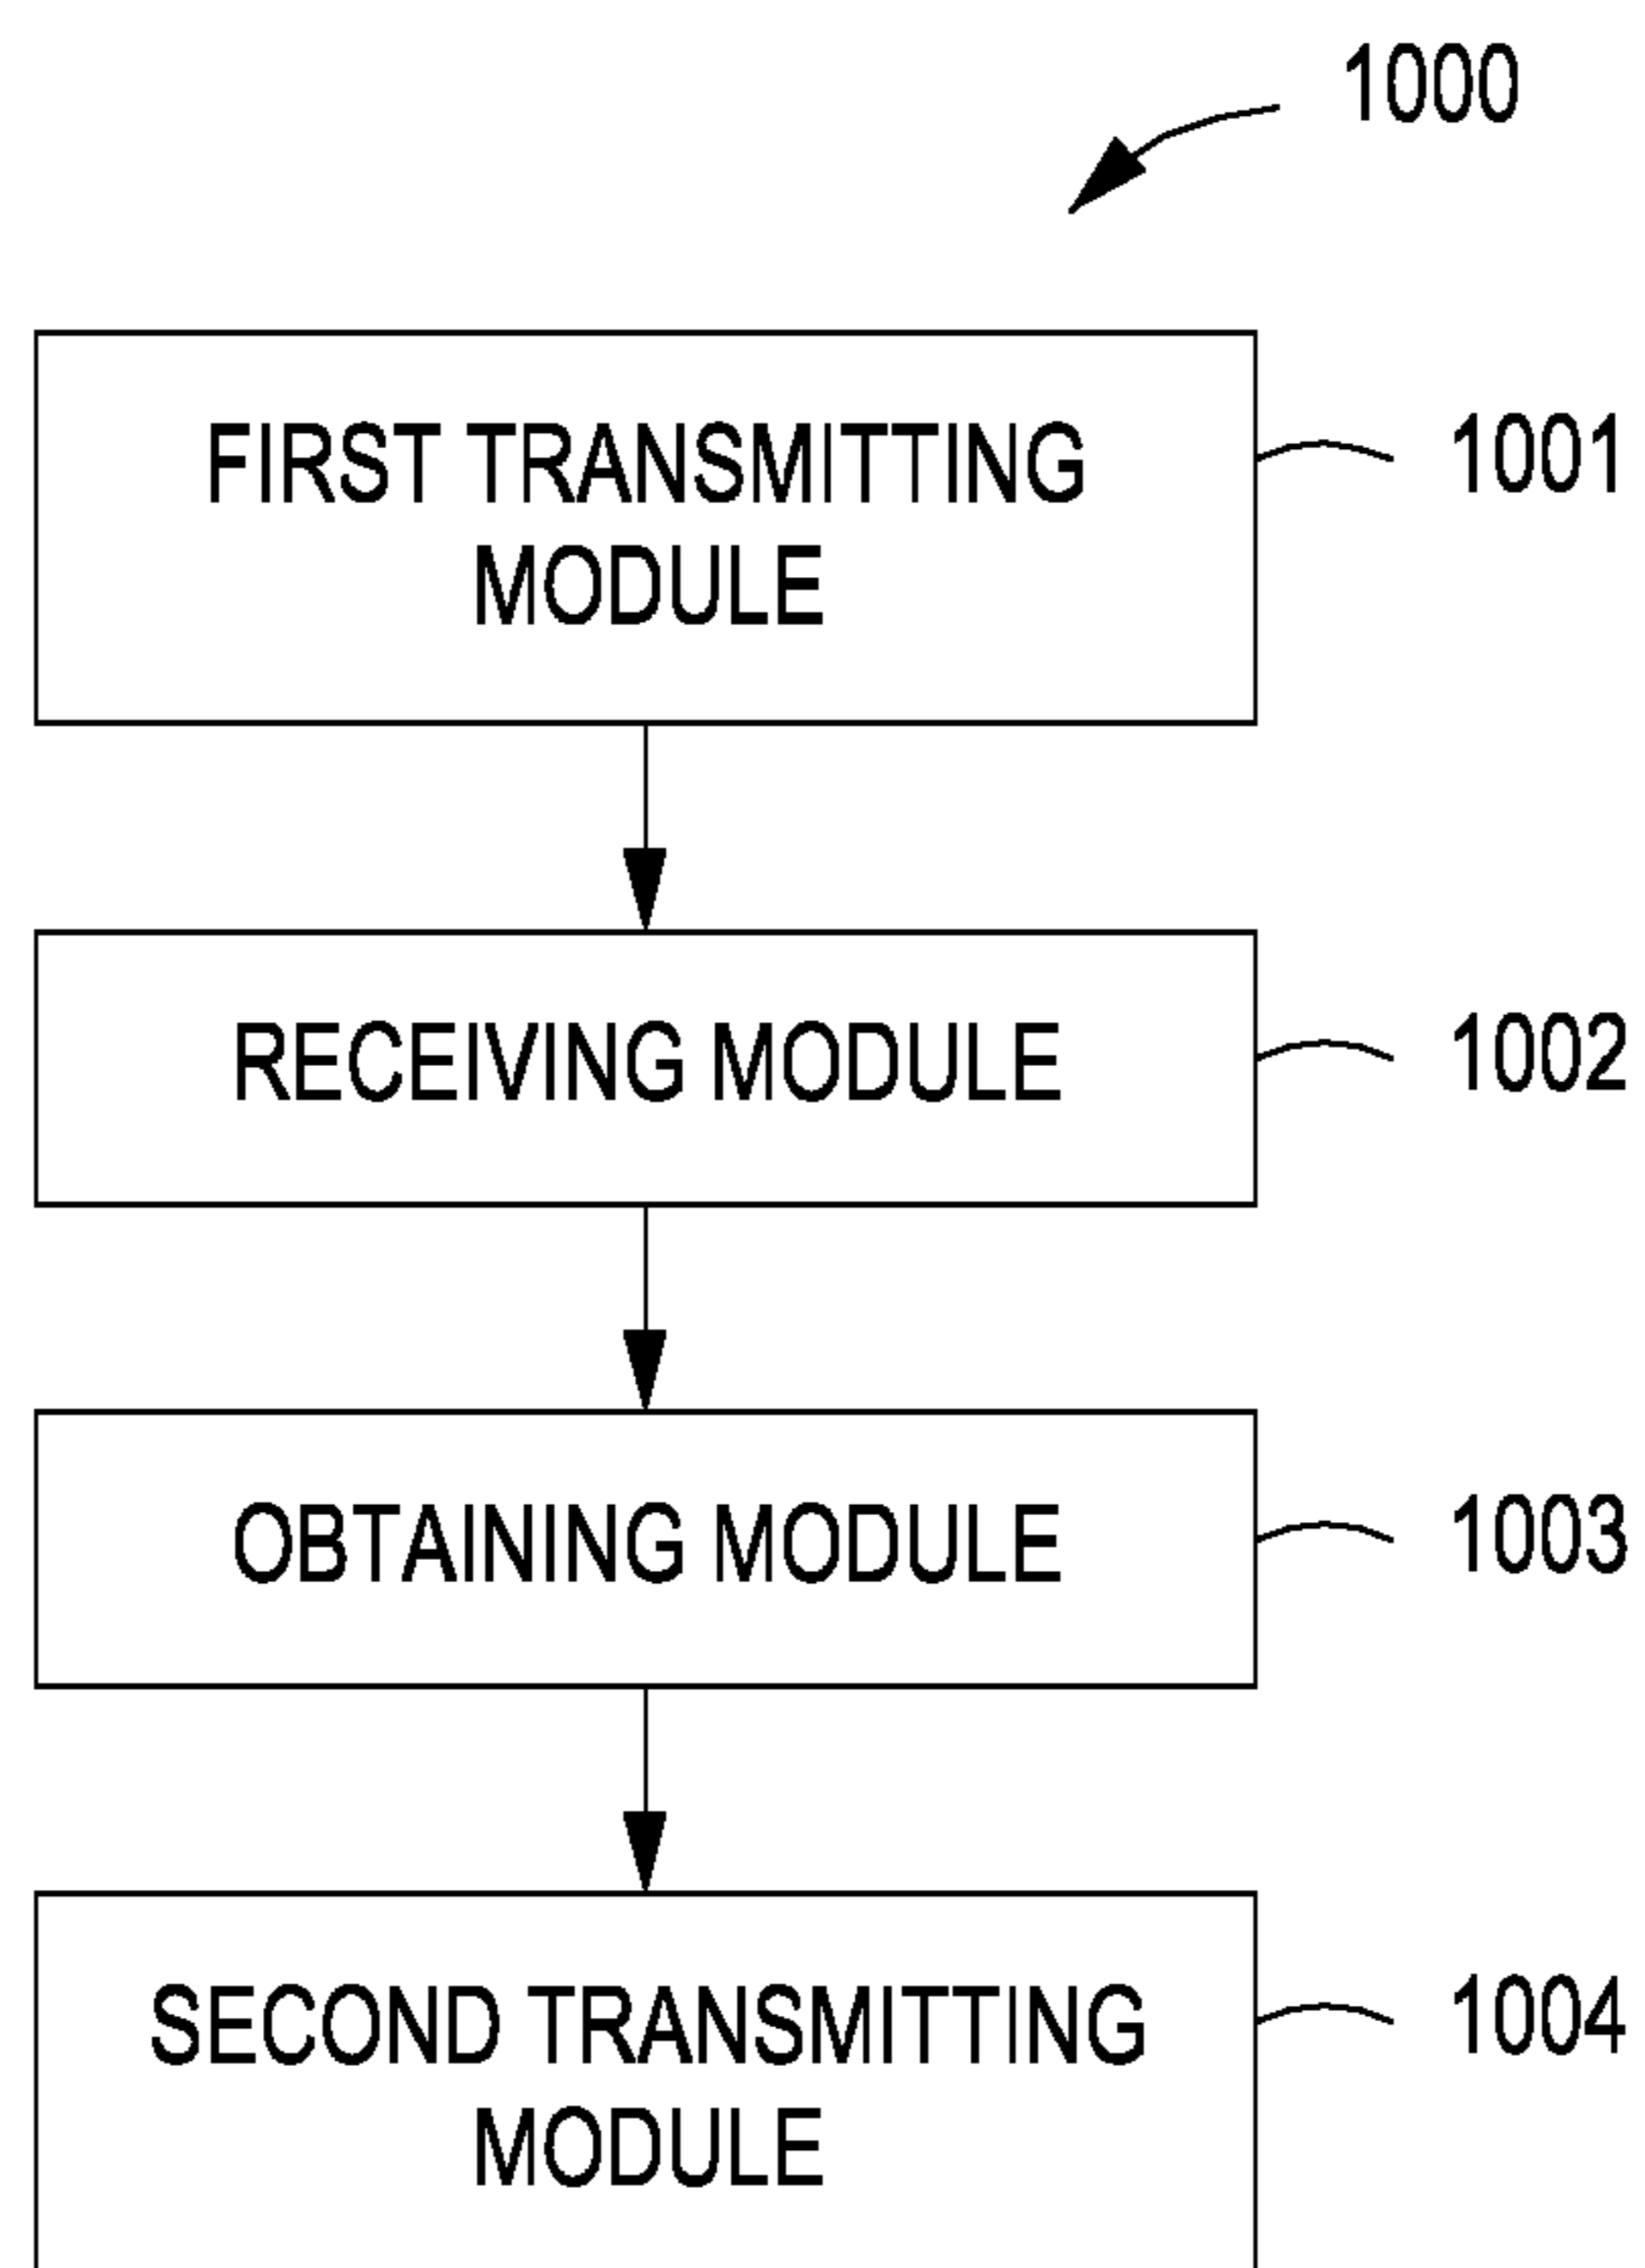 1000
FIRST TRANSMITTING
MODULE
1001
RECEIVING MODULE
1002
OBTAINING MODULE
1003
SECOND TRANSMITTING
MODULE
1004